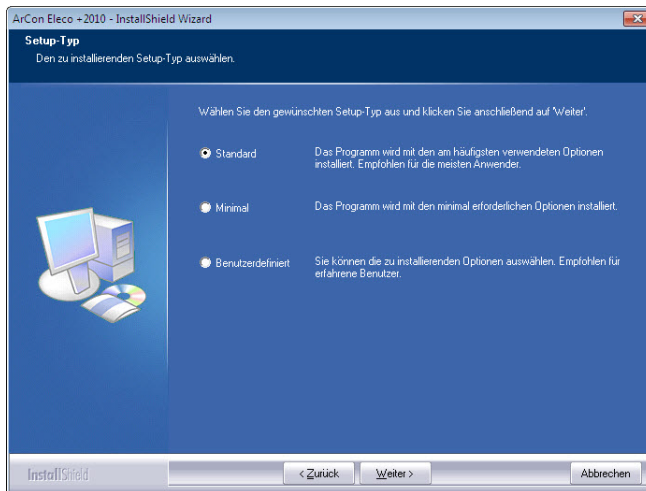 ArCon Eleco +2010 - InstallShield Wizard
Setup-Typ
Den zu installierenden Setup-Typ auswählen.
Wählen Sie den gewünschten Setup-Typ aus und klicken Sie anschließend auf 'Weiter'.
Standard
Das Programm wird mit den am häufigsten verwendeten Optionen
installiert. Empfohlen für die meisten Anwender.
Minimal
Das Programm wird mit den minimal erforderlichen Optionen installiert.
Benutzerdefiniert
Sie können die zu installierenden Optionen auswählen. Empfohlen für
erfahrene Benutzer.
InstallShield
< Zurück
Weiter >
Abbrechen